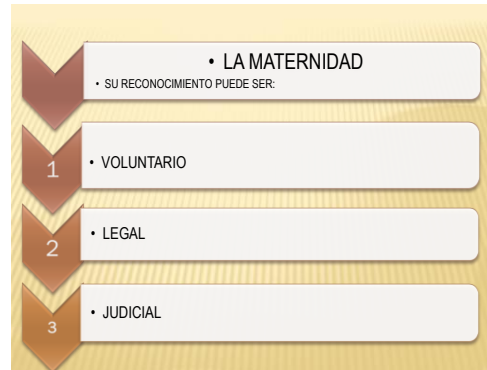 • LA MATERNIDAD
• SU RECONOCIMIENTO PUEDE SER:
1
• VOLUNTARIO
2
• LEGAL
3
• JUDICIAL